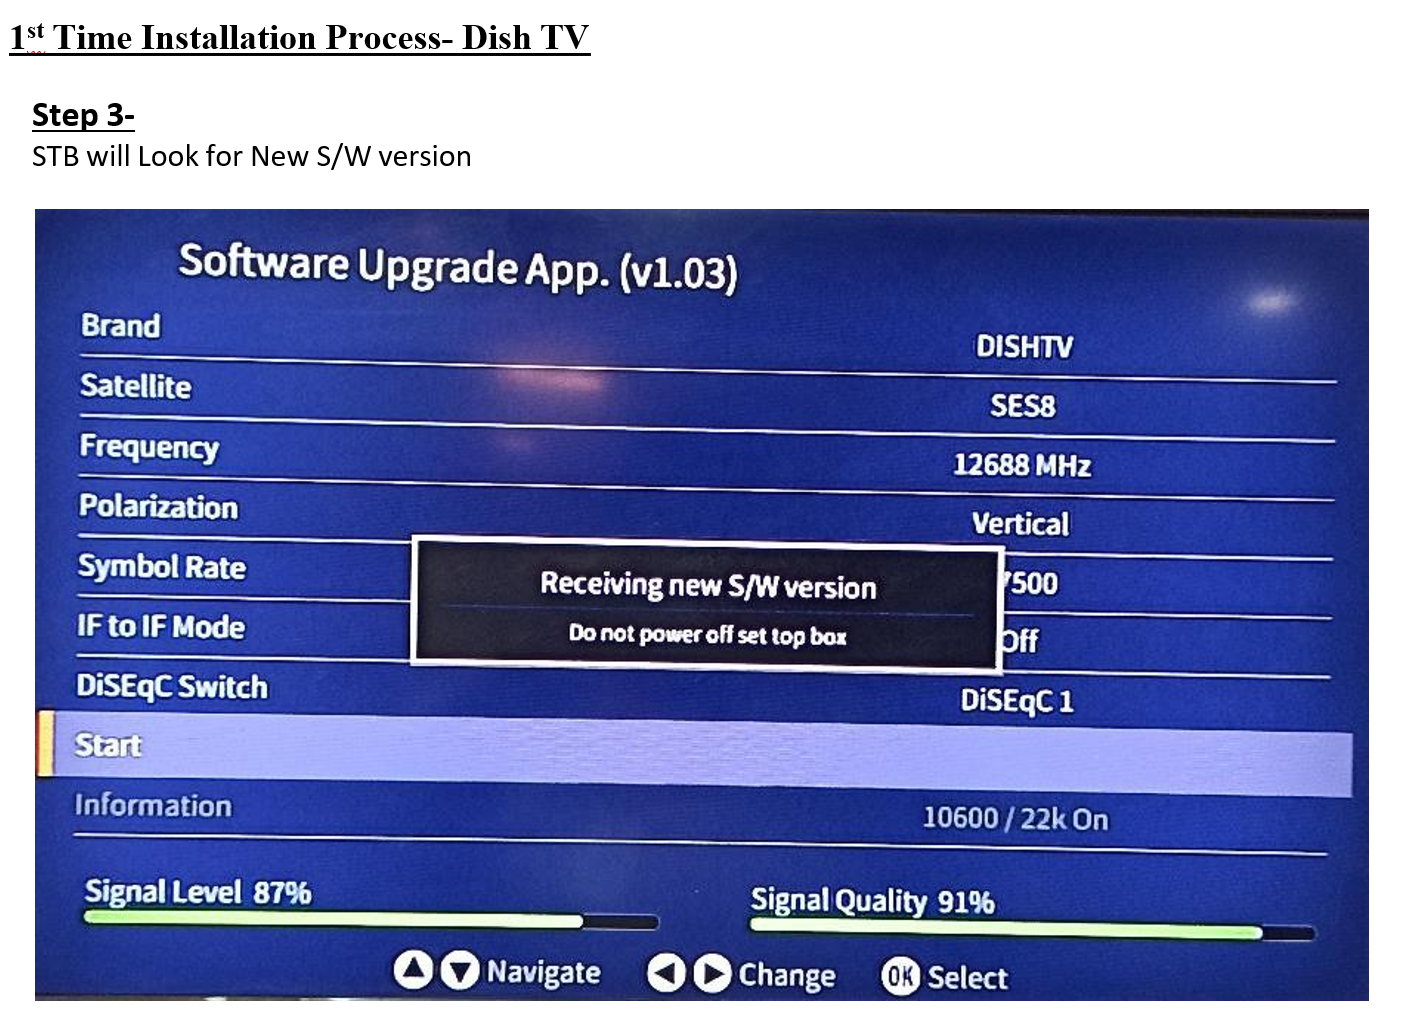 1st Time Installation Process- Dish TV
Step 3-
STB will Look for New S/W version
Software Upgrade App. (v1.03)
Brand DISHTV
Satellite SES8
Frequency 12688 MHz
Polarization Vertical
Symbol Rate 500
IF to IF Mode Off
DiSEqC Switch DiSEqC 1
Receiving new S/W version
Do not power off set top box
Start
Information 10600 / 22k On
Signal Level 87% Signal Quality 91%
Navigate Change OK Select